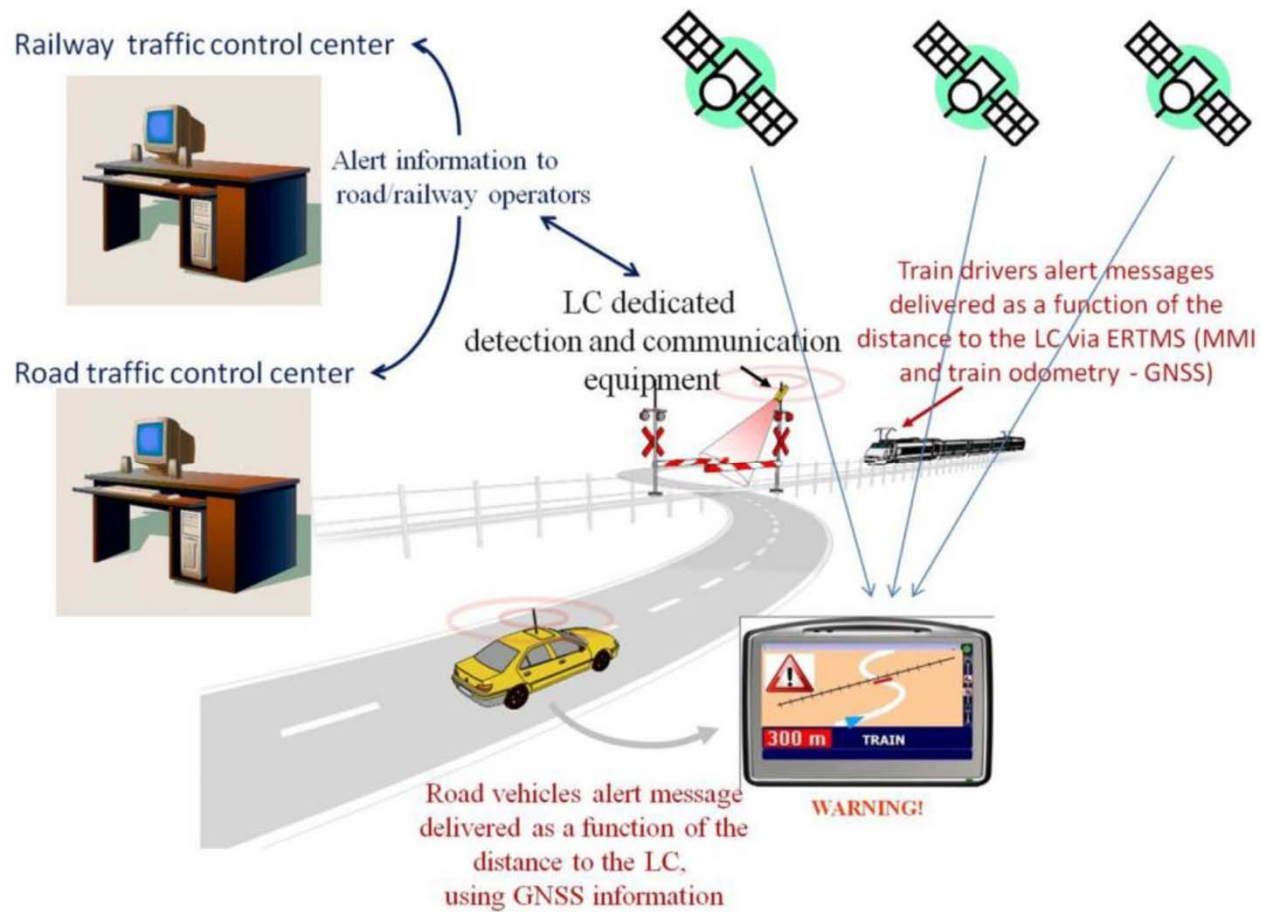 Railway traffic control center
Alert information to
road/railway operators
Road traffic control center
LC dedicated
detection and communication
equipment
Train drivers alert messages
delivered as a function of the
distance to the LC via ERTMS (MMI
and train odometry - GNSS)
300 m TRAIN
WARNING!
Road vehicles alert message
delivered as a function of the
distance to the LC,
using GNSS information